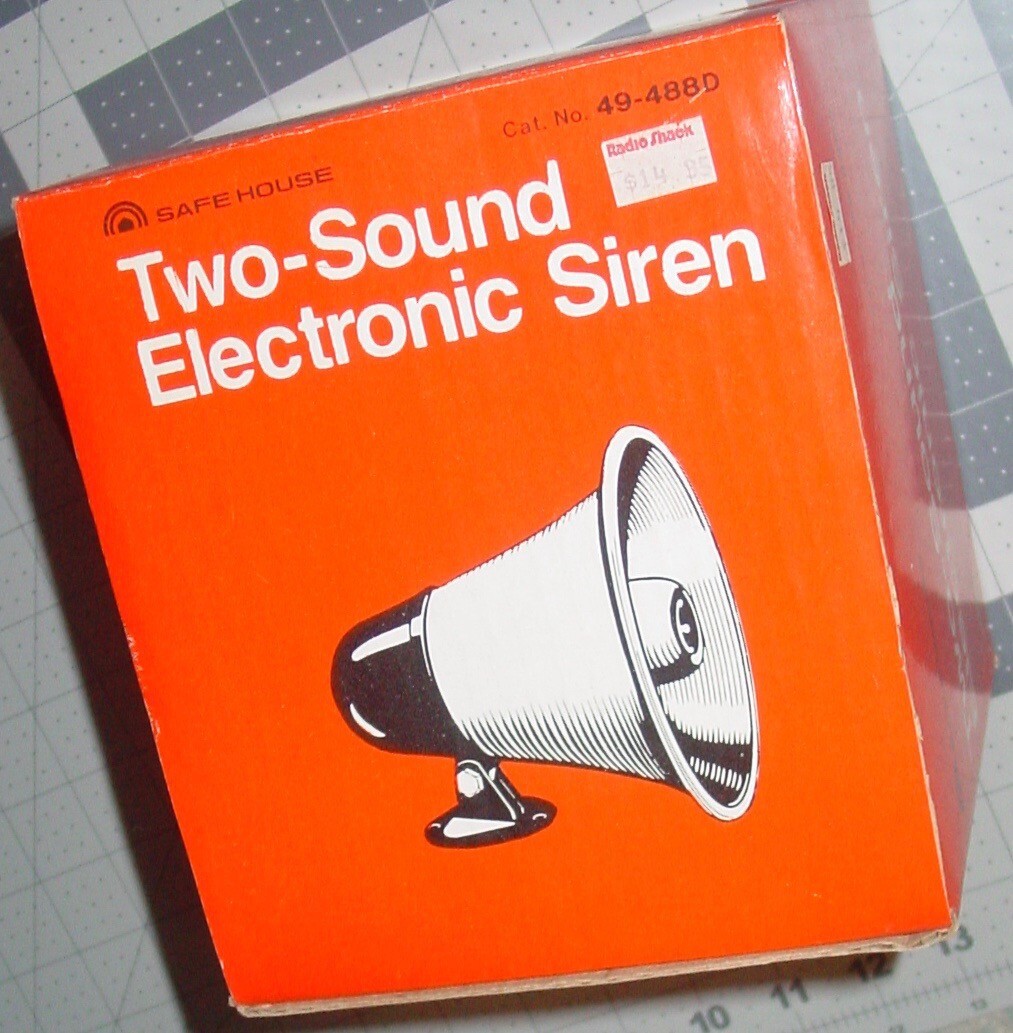 Cat. No. 49-488D
Radio Shack
$14.95
SAFE HOUSE
Two-Sound
Electronic Siren
10 11 12 13